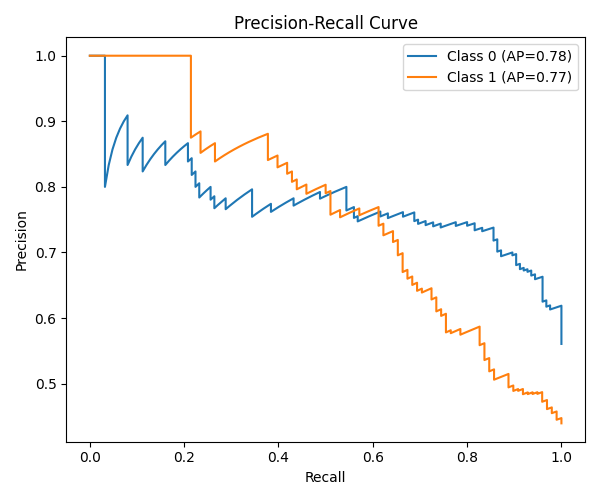 Precision-Recall Curve
Class 0 (AP=0.78)
Class 1 (AP=0.77)
Precision
1.0
0.9
0.8
0.7
0.6
0.5
0.0 0.2 0.4 0.6 0.8 1.0
Recall